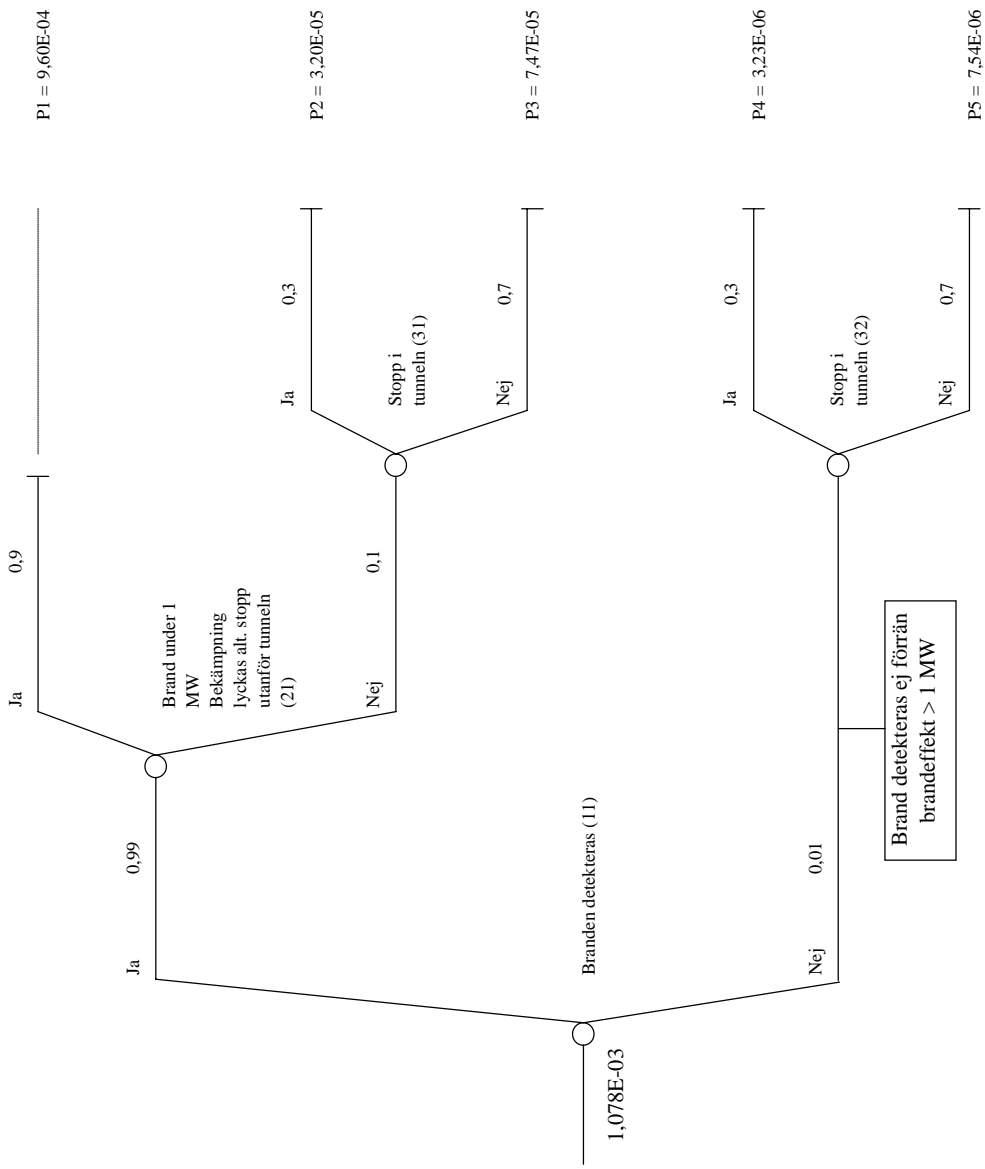 1,078E-03
Branden detekteras (11)
Ja
0,99
Nej
0,01
Brand detekteras ej förrän
brandeffekt > 1 MW
Brand under 1
MW
Bekämpning
lyckas alt. stopp
utanför tunneln
(21)
Ja
0,9
Nej
0,1
Stopp i
tunneln (31)
Ja
0,3
Nej
0,7
Stopp i
tunneln (32)
Ja
0,3
Nej
0,7
P1 = 9,60E-04
P2 = 3,20E-05
P3 = 7,47E-05
P4 = 3,23E-06
P5 = 7,54E-06